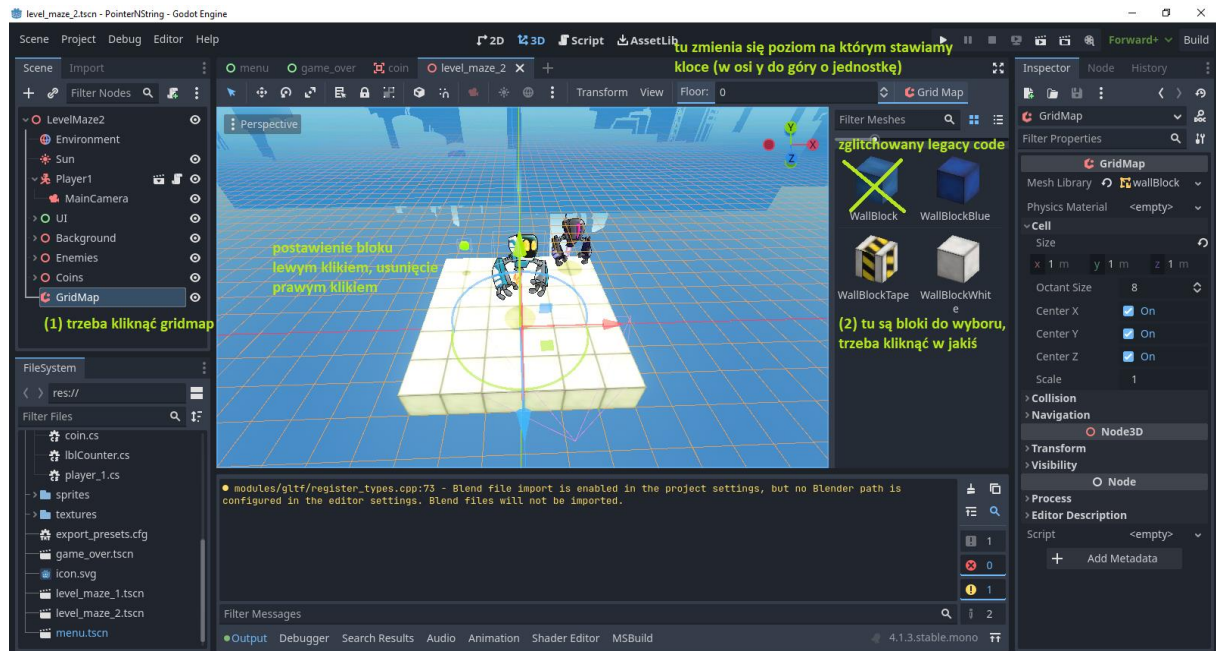 level_maze_2.tscn - PointerNString - Godot Engine
Scene Project Debug Editor Help
2D 3D Script AssetLib
Forward+ Build
tu zmienia się poziom na którym stawiamy
kloce (w osi y do góry o jednostkę)
Scene Import
Filter Nodes
LevelMaze2
Environment
Sun
Player1
MainCamera
UI
Background
Enemies
Coins
GridMap
(1) trzeba kliknąć gridmap
FileSystem
res://
Filter Files
coin.cs
lblCounter.cs
player_1.cs
sprites
textures
export_presets.cfg
game_over.tscn
icon.svg
level_maze_1.tscn
level_maze_2.tscn
menu.tscn
menu game_over coin level_maze_2
Transform View Floor: 0 Grid Map
Perspective
Y
X
Z
postawienie bloku
lewym klikiem, usunięcie
prawym klikiem
Filter Meshes
zglitchowany legacy code
WallBlock WallBlockBlue
WallBlockTape WallBlockWhit
e
(2) tu są bloki do wyboru,
trzeba kliknąć w jakiś
modules/gltf/register_types.cpp:73 - Blend file import is enabled in the project settings, but no Blender path is
configured in the editor settings. Blend files will not be imported.
1
0
1
2
Filter Messages
Output Debugger Search Results Audio Animation Shader Editor MSBuild
4.1.3.stable.mono
Inspector Node History
GridMap
DOC
Filter Properties
GridMap
Mesh Library wallBlock
Physics Material <empty>
Cell
Size
x 1 m y 1 m z 1 m
Octant Size 8
Center X On
Center Y On
Center Z On
Scale 1
Collision
Navigation
Node3D
Transform
Visibility
Node
Process
Editor Description
Script <empty>
+ Add Metadata